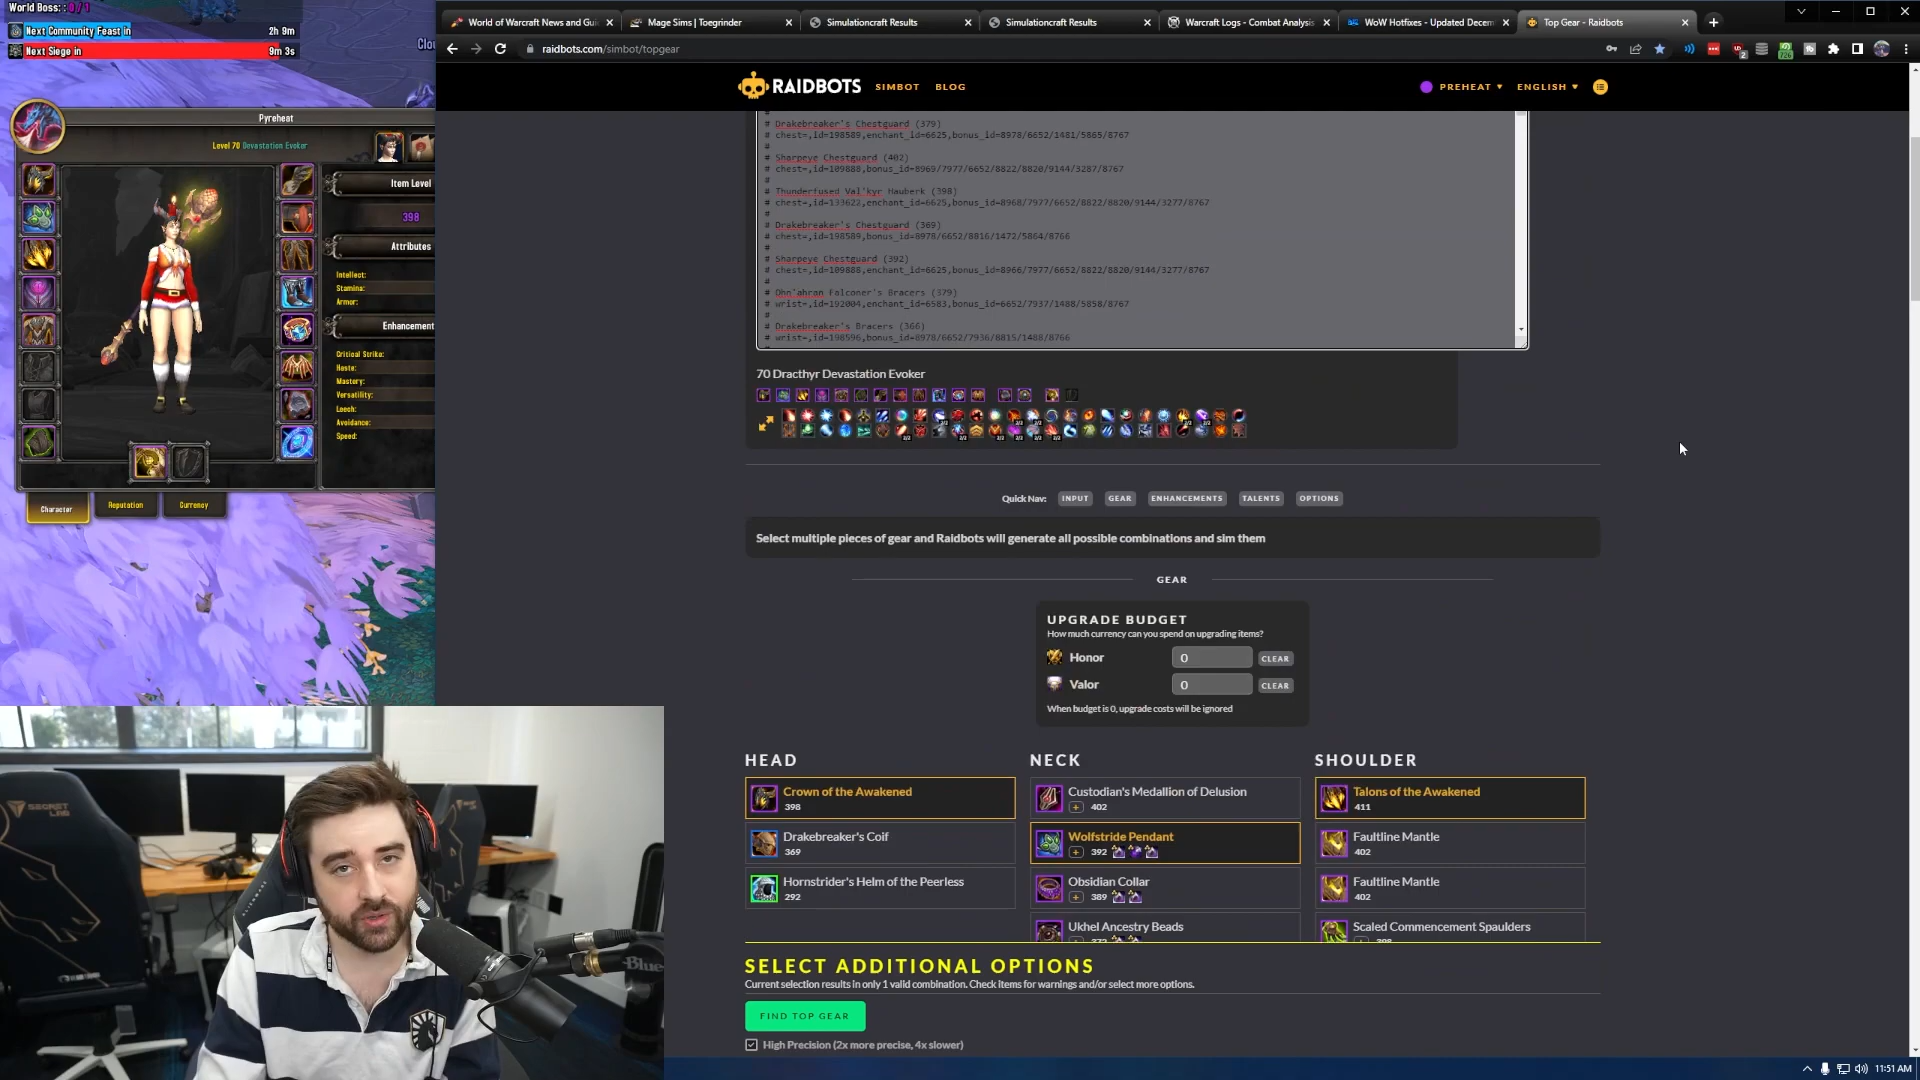 World Boss: : 0 / 1
Next Community Feast in 2h 9m
Next Siege in 9m 3s
Clou
Pyreheat
Level 70 Devastation Evoker
Item Level
398
Attributes
Intellect:
Stamina:
Armor:
Enhancement
Critical Strike:
Haste:
Mastery:
Versatility:
Leech:
Avoidance:
Speed:
Character
Reputation
Currency
World of Warcraft News and Gui
Mage Sims | Toegrinder
Simulationcraft Results
Simulationcraft Results
Warcraft Logs - Combat Analysis
WoW Hotfixes - Updated Decem
Top Gear - Raidbots
raidbots.com/simbot/topgear
RAIDBOTS
SIMBOT
BLOG
PREHEAT
ENGLISH
#
# Drakebreaker's Chestguard (379)
# chest=,id=198589,enchant_id=6625,bonus_id=8978/6652/1481/5865/8767
#
# Sharpeye Chestguard (402)
# chest=,id=109888,bonus_id=8969/7977/6652/8822/8820/9144/3287/8767
#
# Thunderfused Val'kyr Hauberk (398)
# chest=,id=133622,enchant_id=6625,bonus_id=8968/7977/6652/8822/8820/9144/3277/8767
#
# Drakebreaker's Chestguard (369)
# chest=,id=198589,bonus_id=8978/6652/8816/1472/5864/8766
#
# Sharpeye Chestguard (392)
# chest=,id=109888,enchant_id=6625,bonus_id=8966/7977/6652/8822/8820/9144/3277/8767
#
# Ohn'ahran Falconer's Bracers (379)
# wrist=,id=192004,enchant_id=6583,bonus_id=6652/7937/1488/5858/8767
#
# Drakebreaker's Bracers (366)
# wrist=,id=198596,bonus_id=8978/6652/7936/8815/1488/8766
70 Dracthyr Devastation Evoker
Quick Nav: INPUT GEAR ENHANCEMENTS TALENTS OPTIONS
Select multiple pieces of gear and Raidbots will generate all possible combinations and sim them
GEAR
UPGRADE BUDGET
How much currency can you spend on upgrading items?
Honor 0 CLEAR
Valor 0 CLEAR
When budget is 0, upgrade costs will be ignored
HEAD
Crown of the Awakened
398
Drakebreaker's Coif
369
Hornstrider's Helm of the Peerless
292
NECK
Custodian's Medallion of Delusion
+ 402
Wolfstride Pendant
+ 392
Obsidian Collar
+ 389
Ukhel Ancestry Beads
SHOULDER
Talons of the Awakened
411
Faultline Mantle
402
Faultline Mantle
402
Scaled Commencement Spaulders
SELECT ADDITIONAL OPTIONS
Current selection results in only 1 valid combination. Check items for warnings and/or select more options.
FIND TOP GEAR
High Precision (2x more precise, 4x slower)
SECRETLAB
Blue
11:51 AM